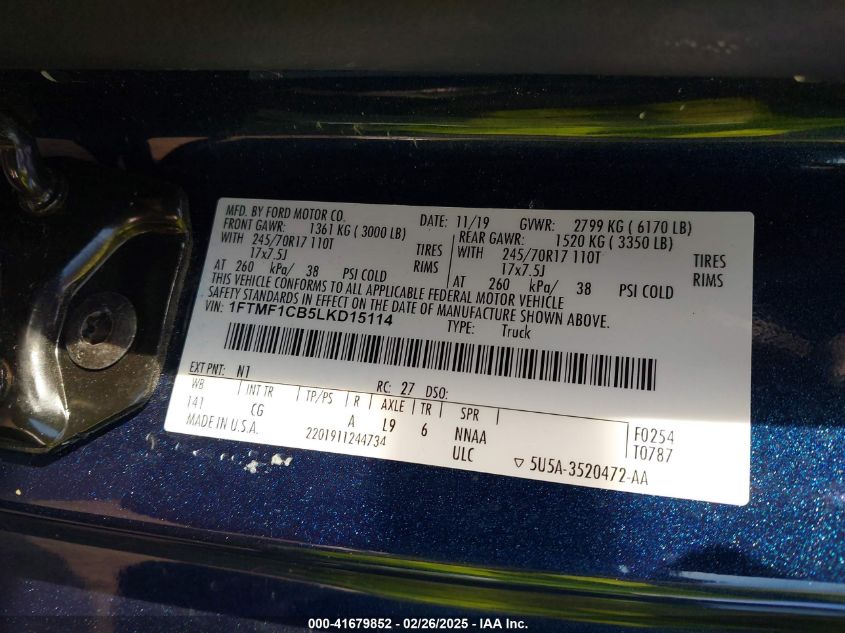 MFD. BY FORD MOTOR CO. DATE: 11/19 GVWR: 2799 KG ( 6170 LB)
FRONT GAWR: 1361 KG ( 3000 LB) REAR GAWR: 1520 KG ( 3350 LB)
WITH 245/70R17 110T TIRES WITH 245/70R17 110T TIRES
17x7.5J RIMS 17x7.5J RIMS
AT 260 kPa/ 38 PSI COLD AT 260 kPa/ 38 PSI COLD
THIS VEHICLE CONFORMS TO ALL APPLICABLE FEDERAL MOTOR VEHICLE
SAFETY STANDARDS IN EFFECT ON THE DATE OF MANUFACTURE SHOWN ABOVE.
VIN: 1FTMF1CB5LKD15114 TYPE: Truck
EXT PNT: N1 RC: 27 DSO:
WB INT TR TP/PS R AXLE TR SPR
141 CG A L9 6 NNAA F0254
MADE IN U.S.A. 2201911244734 ULC T0787
▽ 5U5A-3520472-AA
000-41679852 - 02/26/2025 - IAA Inc.